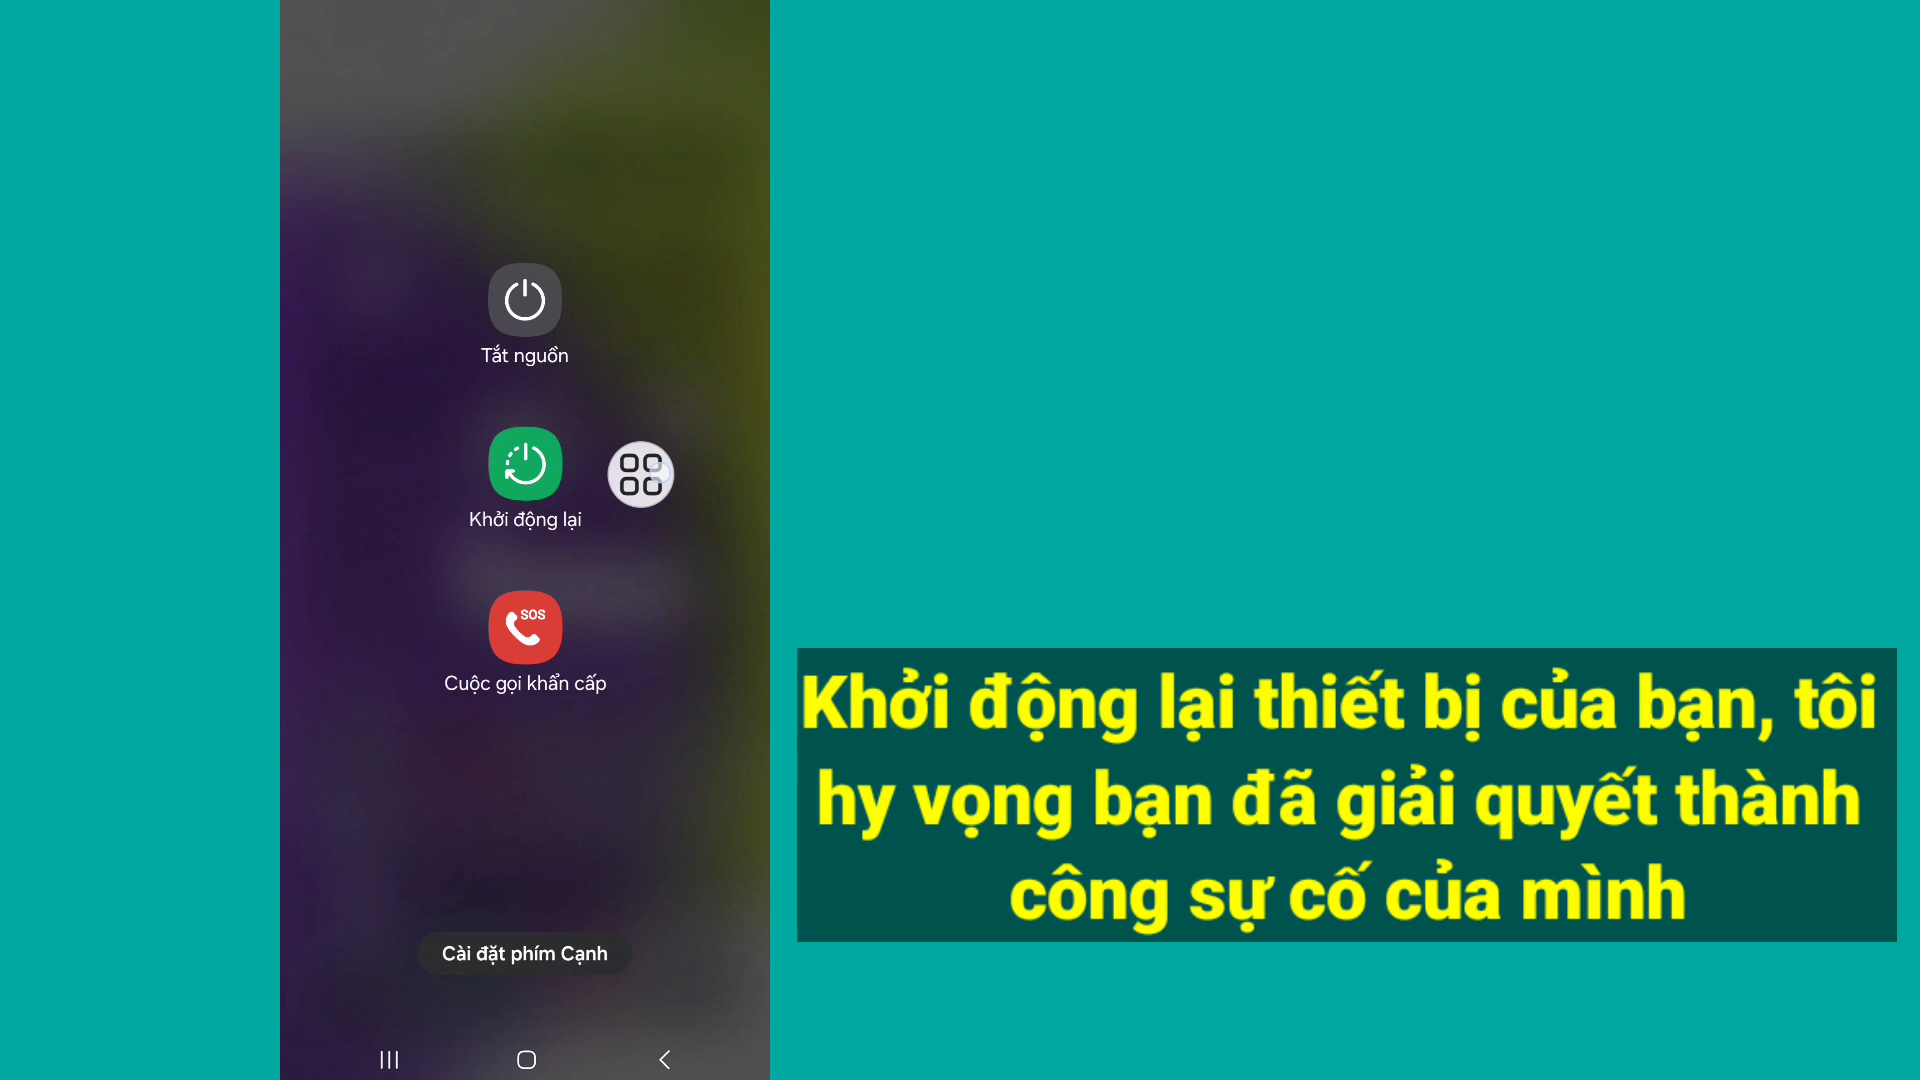 Tắt nguồn
Khởi động lại
SOS
Cuộc gọi khẩn cấp
Cài đặt phím Cạnh
Khởi động lại thiết bị của bạn, tôi
hy vọng bạn đã giải quyết thành
công sự cố của mình